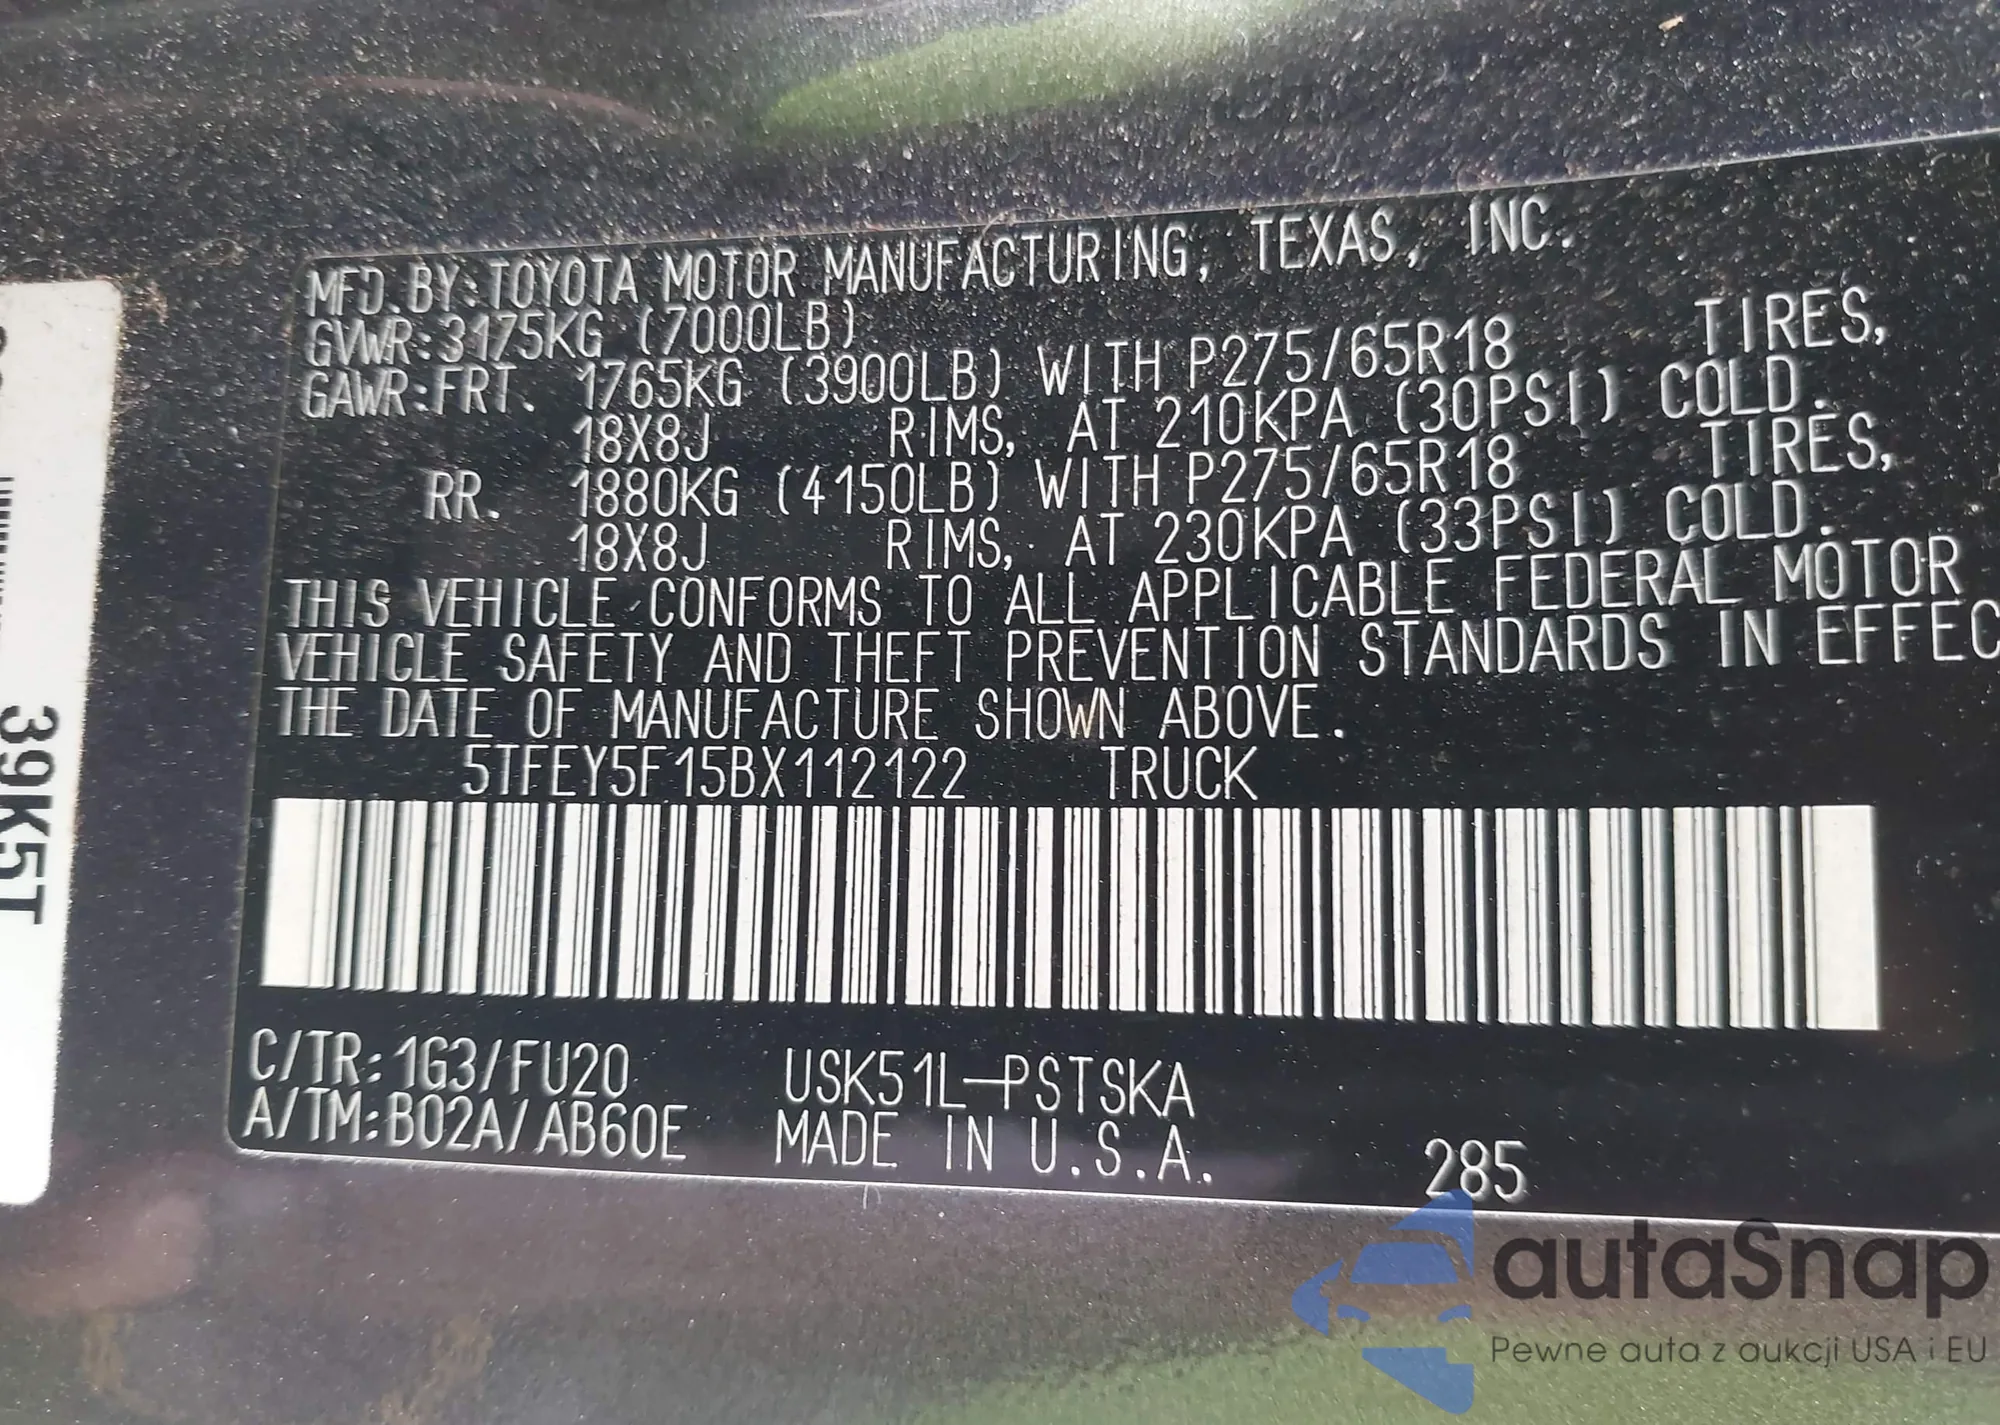 MFD.BY:TOYOTA MOTOR MANUFACTURING, TEXAS, INC.
GVWR:3175KG (7000LB)
GAWR:FRT. 1765KG (3900LB) WITH P275/65R18 TIRES,
18X8J RIMS, AT 210KPA (30PSI) COLD.
RR. 1880KG (4150LB) WITH P275/65R18 TIRES,
18X8J RIMS, AT 230KPA (33PSI) COLD.
THIS VEHICLE CONFORMS TO ALL APPLICABLE FEDERAL MOTOR
VEHICLE SAFETY AND THEFT PREVENTION STANDARDS IN EFFEC
THE DATE OF MANUFACTURE SHOWN ABOVE.
5TFEY5F15BX112122 TRUCK
C/TR:1G3/FU20 USK51L-PSTSKA
A/TM:B02A/AB60E MADE IN U.S.A. 285
39K5T
autaSnap
Pewne auta z aukcji USA i EU